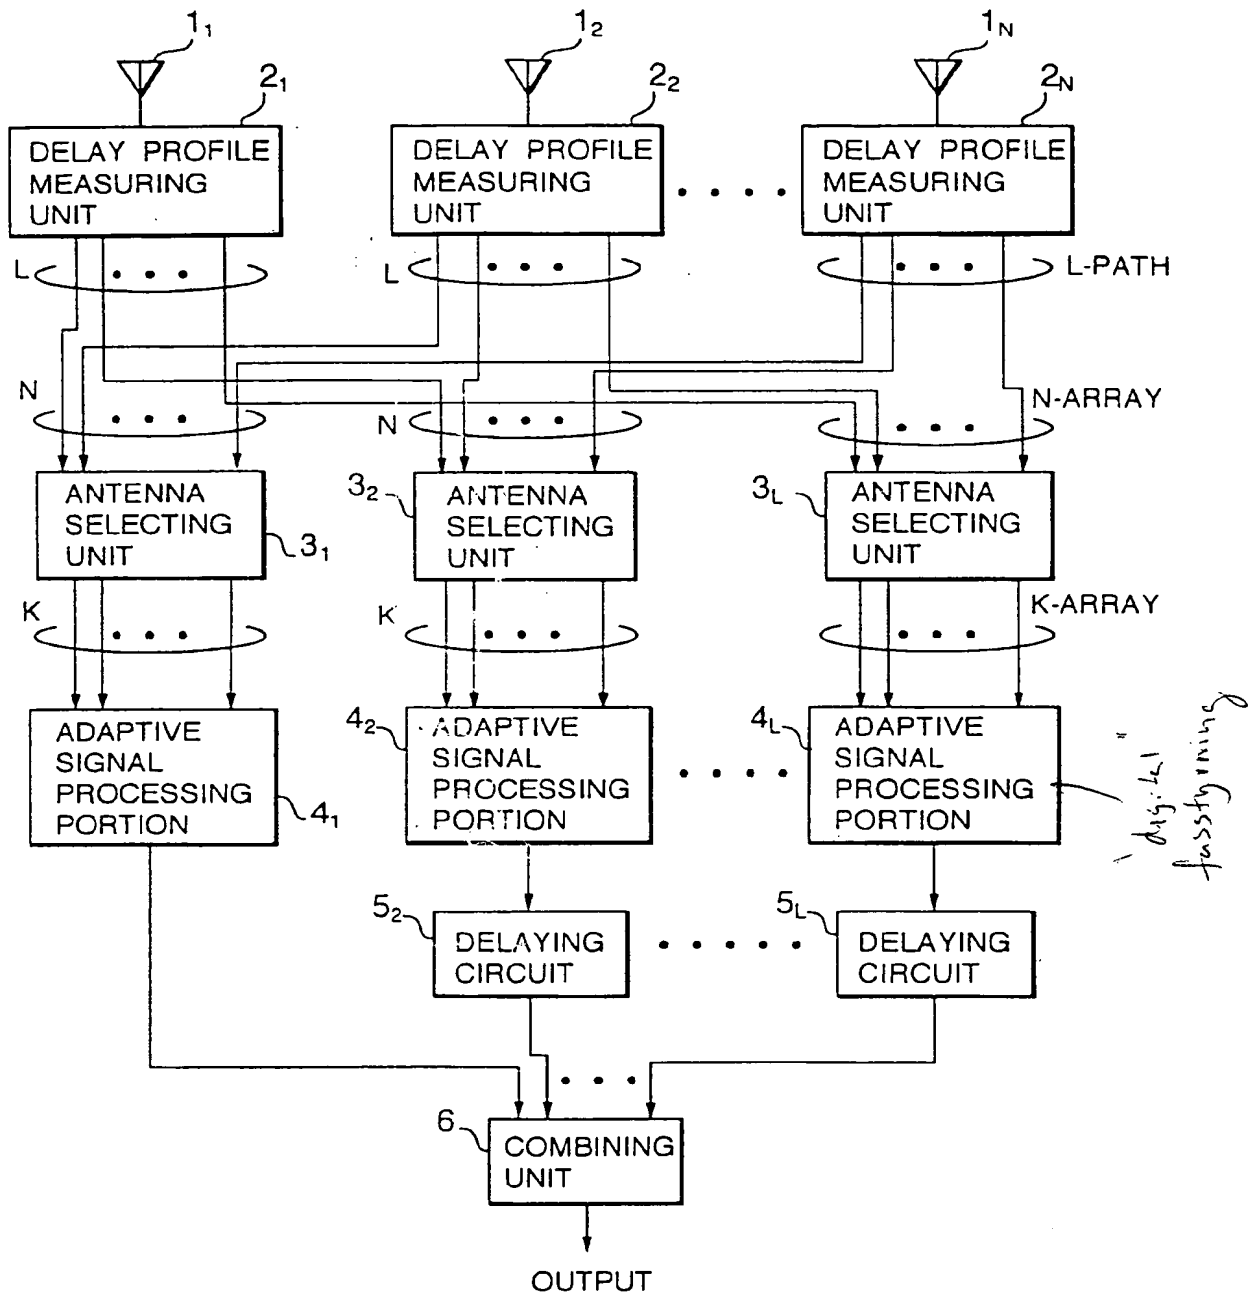 1₁ 1₂ 1N
2₁ 2₂ 2N
DELAY PROFILE
MEASURING
UNIT
DELAY PROFILE
MEASURING
UNIT
DELAY PROFILE
MEASURING
UNIT
L L L-PATH
N N N-ARRAY
ANTENNA
SELECTING
UNIT
3₁
3₂
ANTENNA
SELECTING
UNIT
3L
ANTENNA
SELECTING
UNIT
K K K-ARRAY
ADAPTIVE
SIGNAL
PROCESSING
PORTION
4₁
4₂
ADAPTIVE
SIGNAL
PROCESSING
PORTION
4L
ADAPTIVE
SIGNAL
PROCESSING
PORTION
"digital"
fasstyrning
5₂
DELAYING
CIRCUIT
5L
DELAYING
CIRCUIT
6
COMBINING
UNIT
OUTPUT